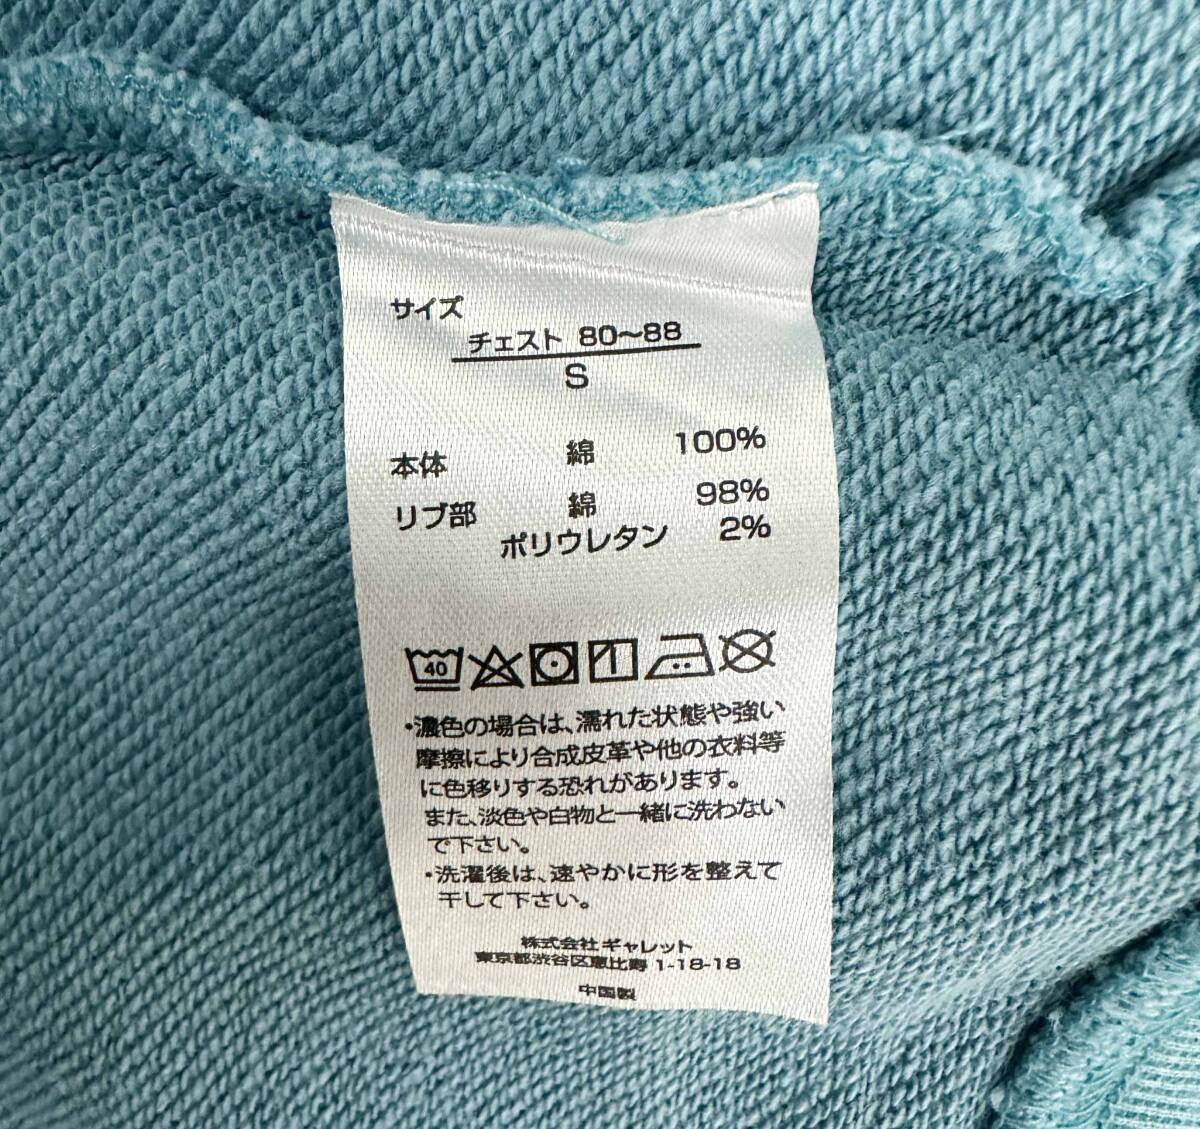 サイズ
チェスト 80～88
S
本体 綿 100%
リブ部 綿 98%
ポリウレタン 2%
40
・濃色の場合は、濡れた状態や強い
摩擦により合成皮革や他の衣料等
に色移りする恐れがあります。
また、淡色や白物と一緒に洗わない
で下さい。
・洗濯後は、速やかに形を整えて
干して下さい。
株式会社ギャレット
東京都渋谷区恵比寿 1-18-18
中国製